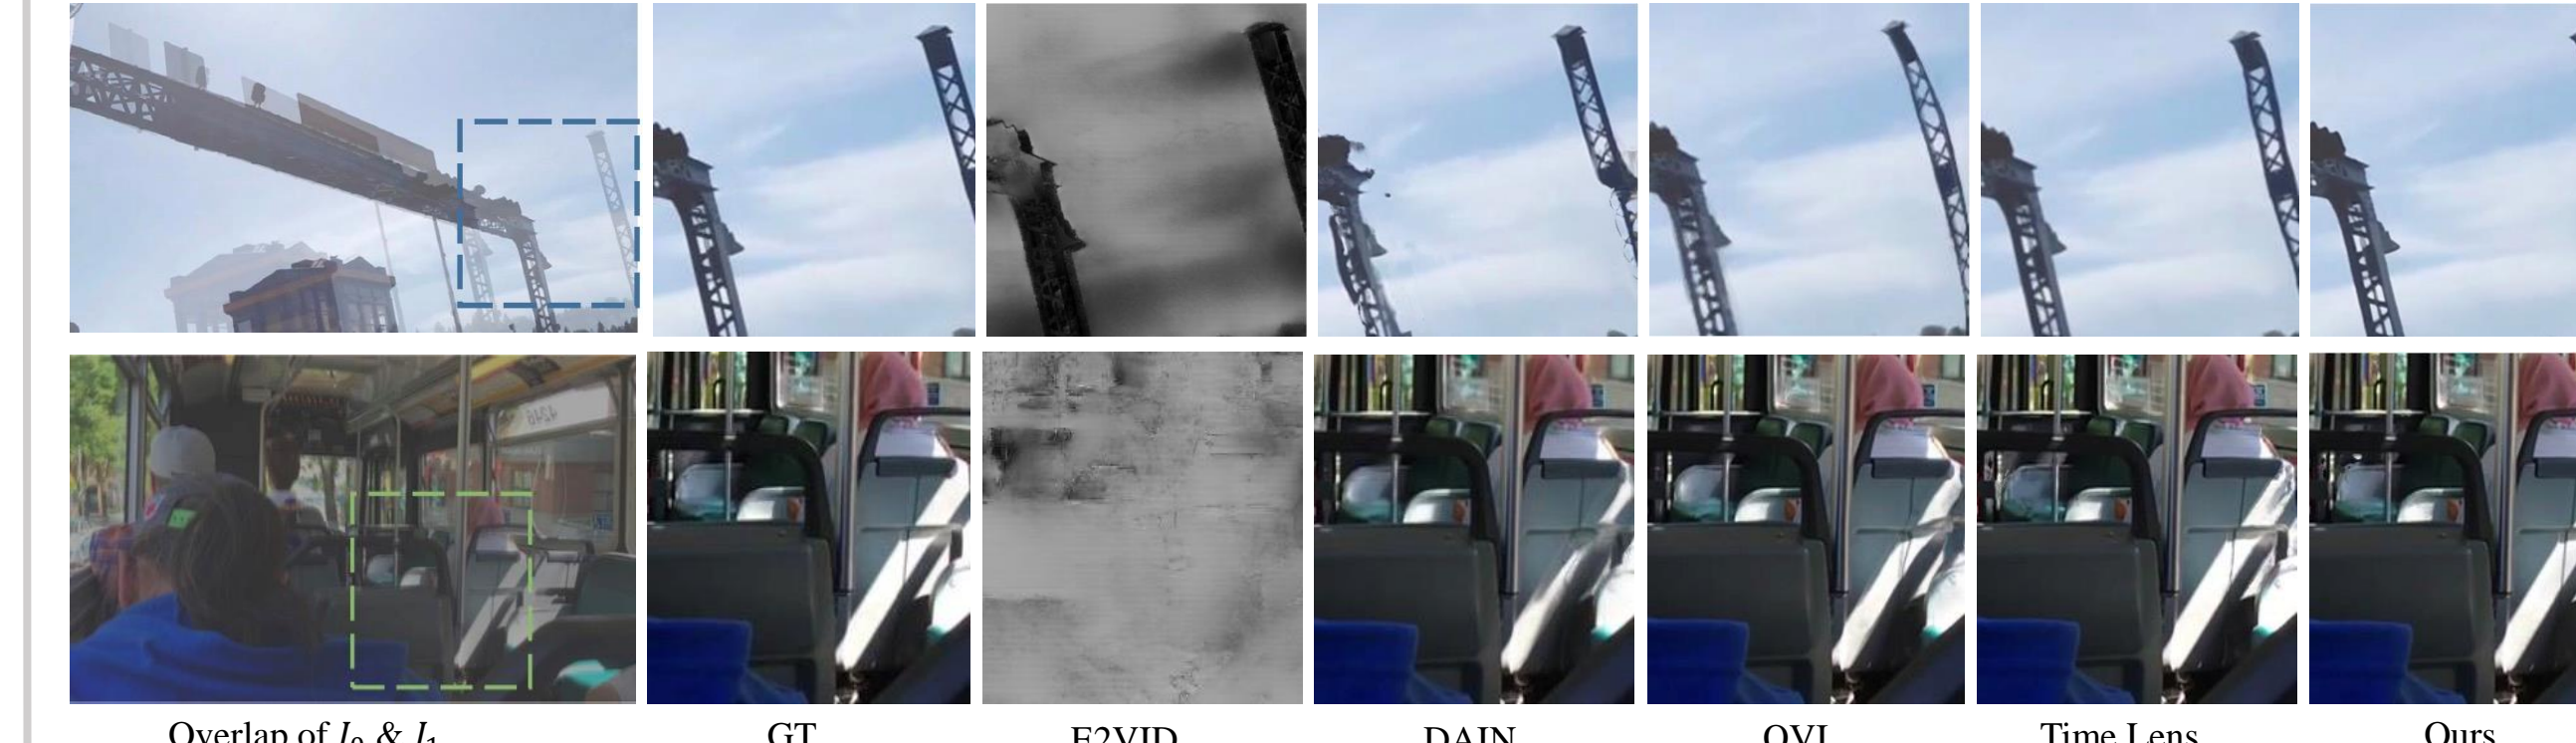 Overlap of I₀ & I₁
GT
E2VID
DAIN
QVI
Time Lens
Ours